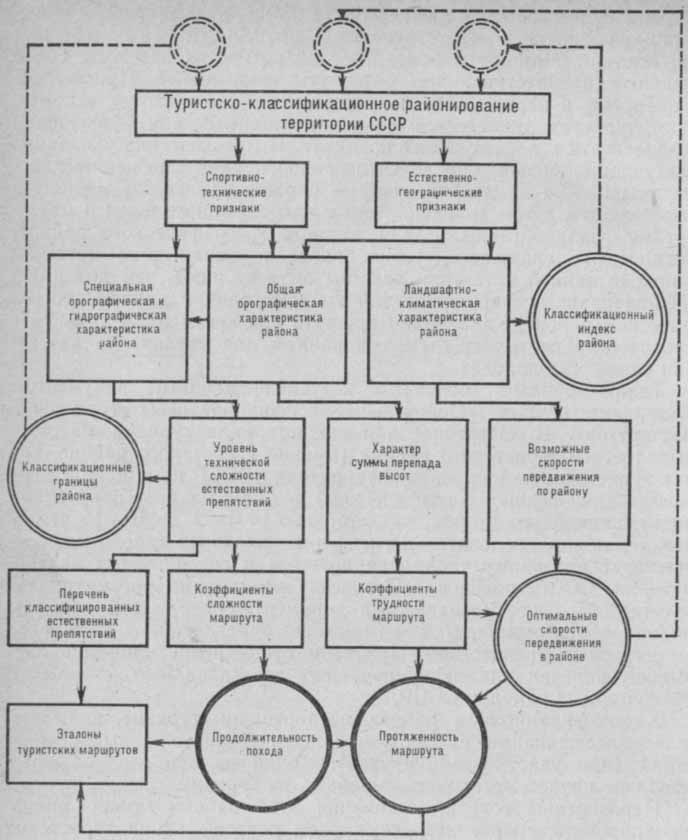 Туристско-классификационное районирование
территории СССР
Спортивно-
технические
признаки
Естественно-
географические
признаки
Специальная
орографическая и
гидрографическая
характеристика
района
Общая
орографическая
характеристика
района
Ландшафтно-
климатическая
характеристика
района
Классификационный
индекс
района
Классификационные
границы
района
Уровень
технической
сложности
естественных
препятствий
Характер
суммы перепада
высот
Возможные
скорости
передвижения
по району
Перечень
классифицированных
естественных
препятствий
Коэффициенты
сложности
маршрута
Коэффициенты
трудности
маршрута
Оптимальные
скорости
передвижения
в районе
Эталоны
туристских маршрутов
Продолжительность
похода
Протяженность
маршрута